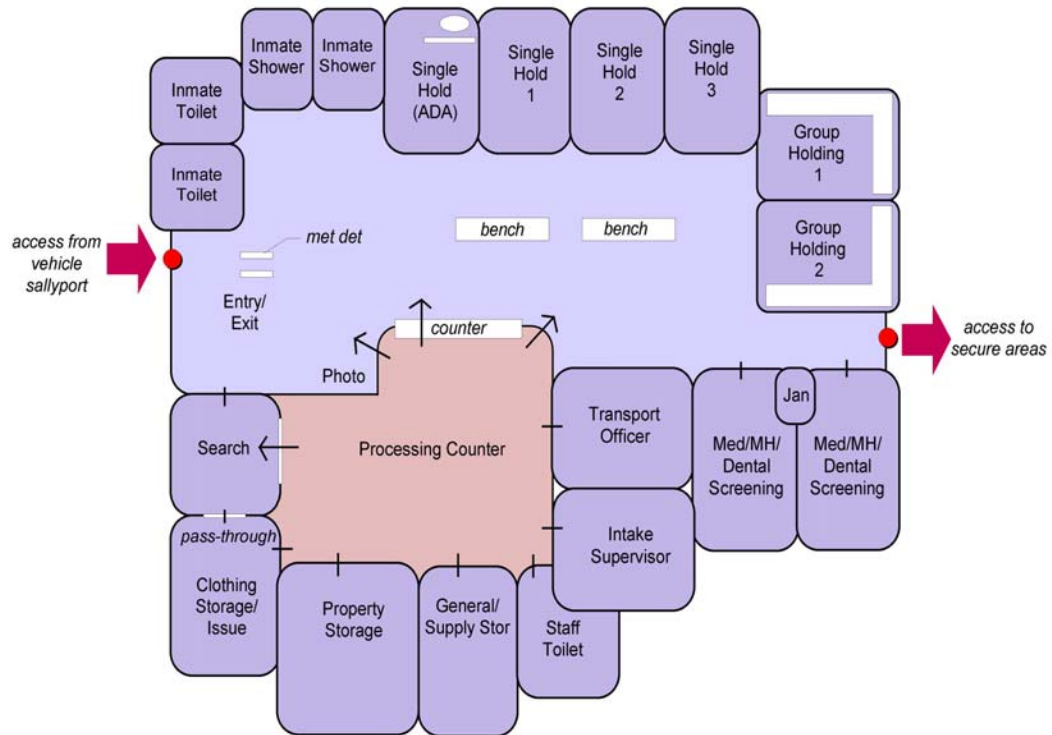 Inmate
Shower
Inmate
Shower
Single
Hold
(ADA)
Single
Hold
1
Single
Hold
2
Single
Hold
3
Inmate
Toilet
Inmate
Toilet
Group
Holding
1
Group
Holding
2
access from
vehicle
sallyport
met det
bench
bench
Entry/
Exit
counter
access to
secure areas
Photo
Search
Processing Counter
Transport
Officer
Jan
Med/MH/
Dental
Screening
Med/MH/
Dental
Screening
pass-through
Clothing
Storage/
Issue
Property
Storage
General/
Supply Stor
Staff
Toilet
Intake
Supervisor